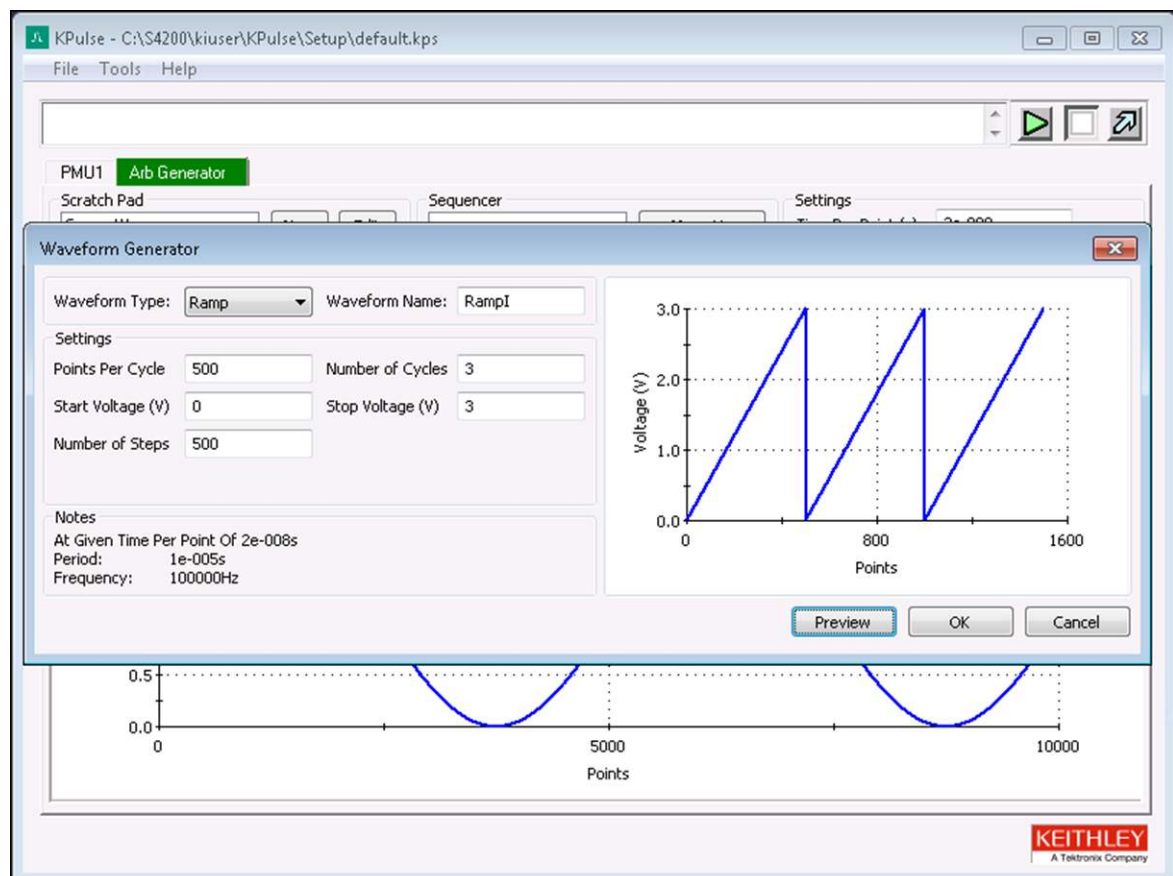 KPulse - C:\S4200\kiuser\KPulse\Setup\default.kps
File Tools Help
PMU1 Arb Generator
Scratch Pad Sequencer Settings
Waveform Generator
Waveform Type: Ramp Waveform Name: RampI
Settings
Points Per Cycle 500 Number of Cycles 3
Start Voltage (V) 0 Stop Voltage (V) 3
Number of Steps 500
Notes
At Given Time Per Point Of 2e-008s
Period: 1e-005s
Frequency: 100000Hz
3.0
2.0
1.0
0.0
Voltage (V)
0 800 1600
Points
Preview OK Cancel
0.5
0.0
0 5000 10000
Points
KEITHLEY
A Tektronix Company